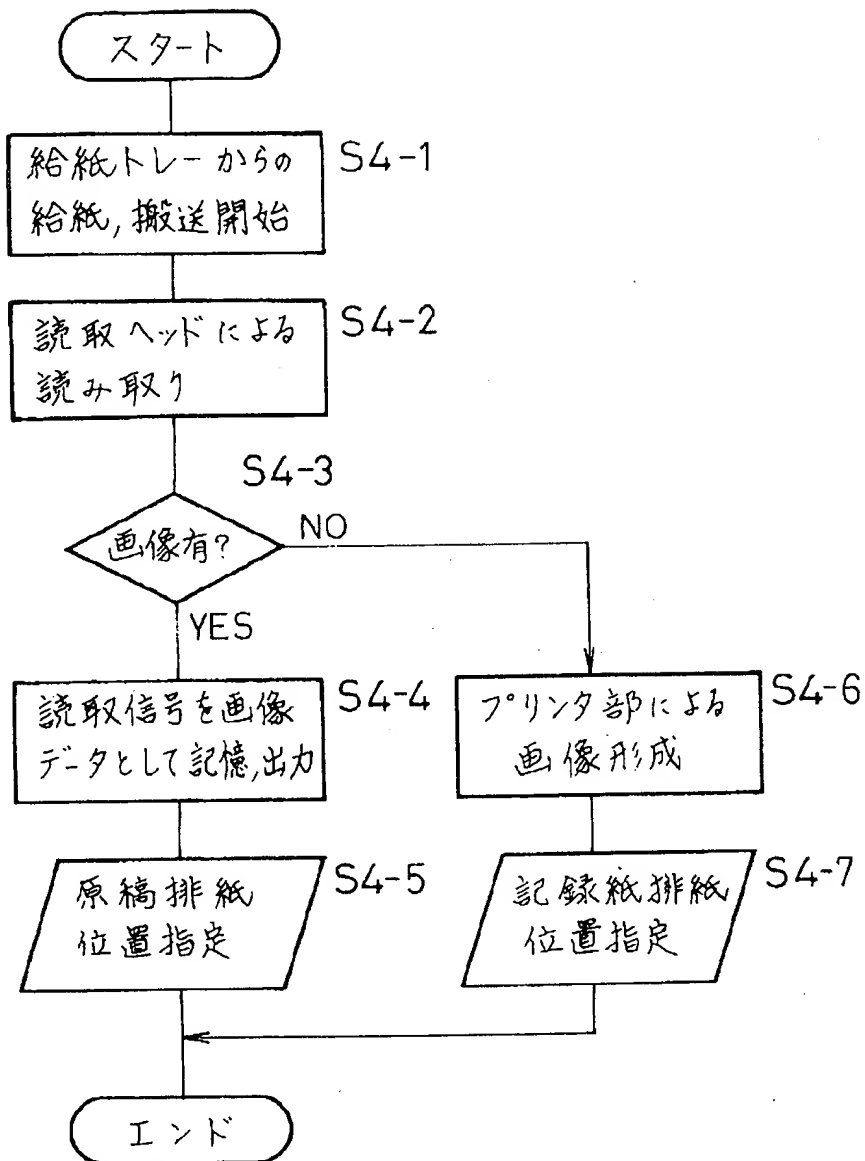 スタート
給紙トレーからの
給紙,搬送開始
S4-1
読取ヘッドによる
読み取り
S4-2
S4-3
画像有?
NO
YES
読取信号を画像
データとして記憶,出力
S4-4
プリンタ部による
画像形成
S4-6
原稿排紙
位置指定
S4-5
記録紙排紙
位置指定
S4-7
エンド